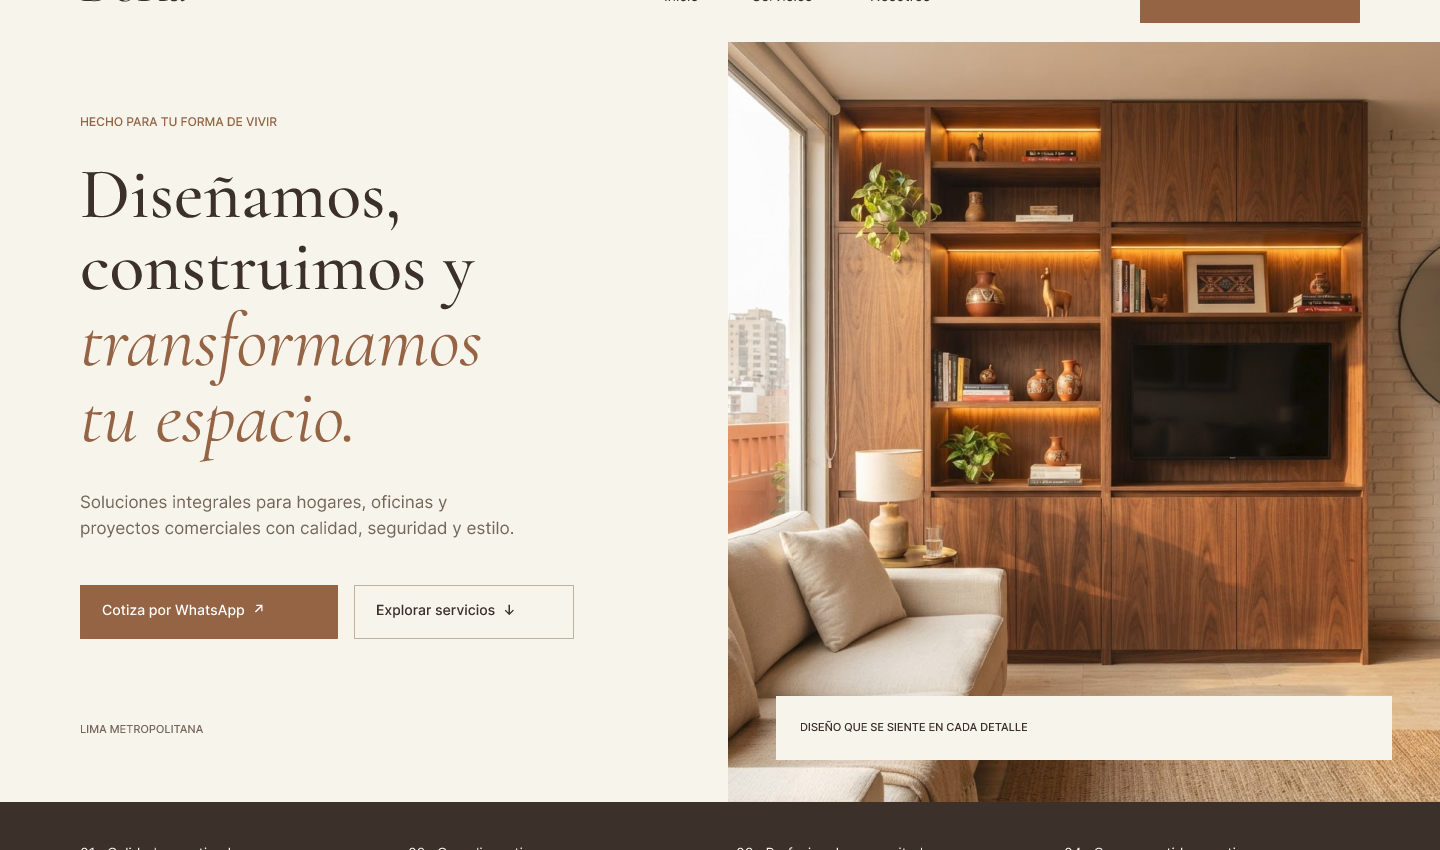 HECHO PARA TU FORMA DE VIVIR
Diseñamos,
construimos y
transformamos
tu espacio.
Soluciones integrales para hogares, oficinas y
proyectos comerciales con calidad, seguridad y estilo.
Cotiza por WhatsApp ↗
Explorar servicios ↓
LIMA METROPOLITANA
DISEÑO QUE SE SIENTE EN CADA DETALLE